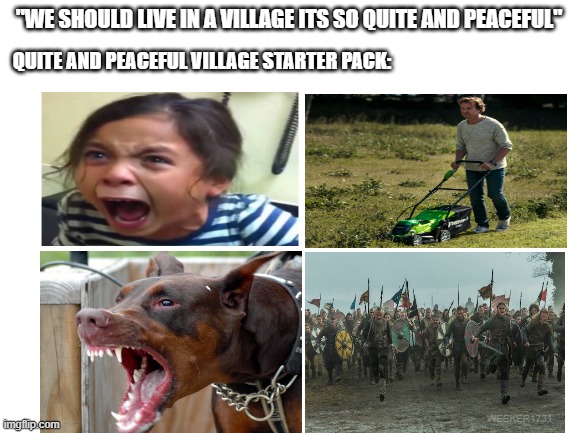 "WE SHOULD LIVE IN A VILLAGE ITS SO QUITE AND PEACEFUL"
QUITE AND PEACEFUL VILLAGE STARTER PACK:
WESKER1731
imgflip.com